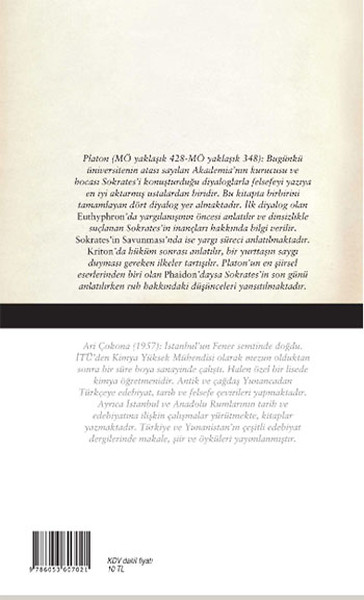 Platon (MÖ yaklaşık 428-MÖ yaklaşık 348): Bugünkü
üniversitenin atası sayılan Akademia'nın kurucusu ve
hocası Sokrates'i konuşturduğu diyaloglarla felsefeyi yazıya
en iyi aktarmış ustalardan biridir. Bu kitapta birbirini
tamamlayan dört diyalog yer almaktadır. İlk diyalog olan
Euthyphron'da yargılanışının öncesi anlatılır ve dinsizlikle
suçlanan Sokrates'in inançları hakkında bilgi verilir.
Sokrates'in Savunması'nda ise yargı süreci anlatılmaktadır.
Kriton'da hüküm sonrası anlatılır, bir yurttaşın saygı
duyması gereken ilkeler tartışılır. Platon'un en şiirsel
eserlerinden biri olan Phaidon'daysa Sokrates'in son günü
anlatılırken ruh hakkındaki düşünceleri yansıtılmaktadır.
Ari Çokona (1957): İstanbul'un Fener semtinde doğdu.
İTÜ'den Kimya Yüksek Mühendisi olarak mezun olduktan
sonra bir süre boya sanayinde çalıştı. Halen özel bir lisede
kimya öğretmenidir. Antik ve çağdaş Yunancadan
Türkçeye edebiyat, tarih ve felsefe çevirileri yapmaktadır.
Ayrıca İstanbul ve Anadolu Rumlarının tarih ve
edebiyatına ilişkin çalışmalar yürütmekte, kitaplar
yazmaktadır. Türkiye ve Yunanistan'ın çeşitli edebiyat
dergilerinde makale, şiir ve öyküleri yayınlanmıştır.
9 786053 607021
KDV dahil fiyatı
10 TL